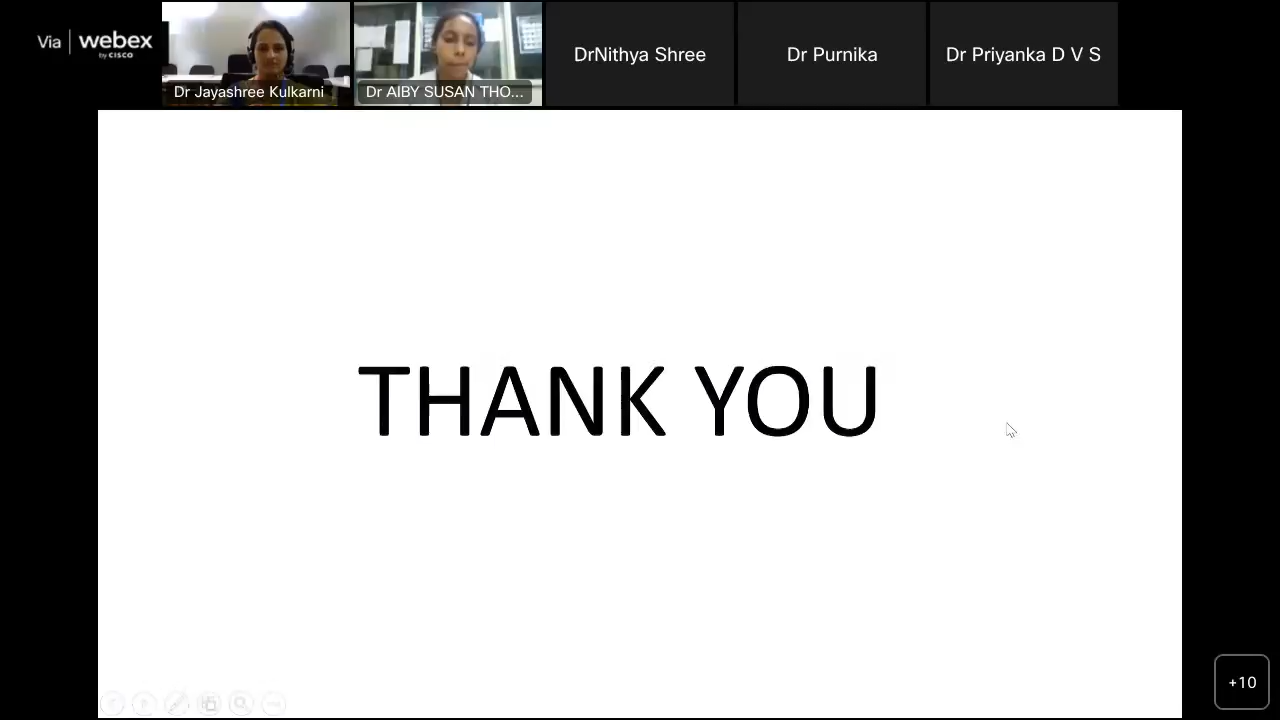 Via webex
by CISCO
Dr Jayashree Kulkarni
Dr AIBY SUSAN THO...
DrNithya Shree
Dr Purnika
Dr Priyanka D V S
THANK YOU
+10